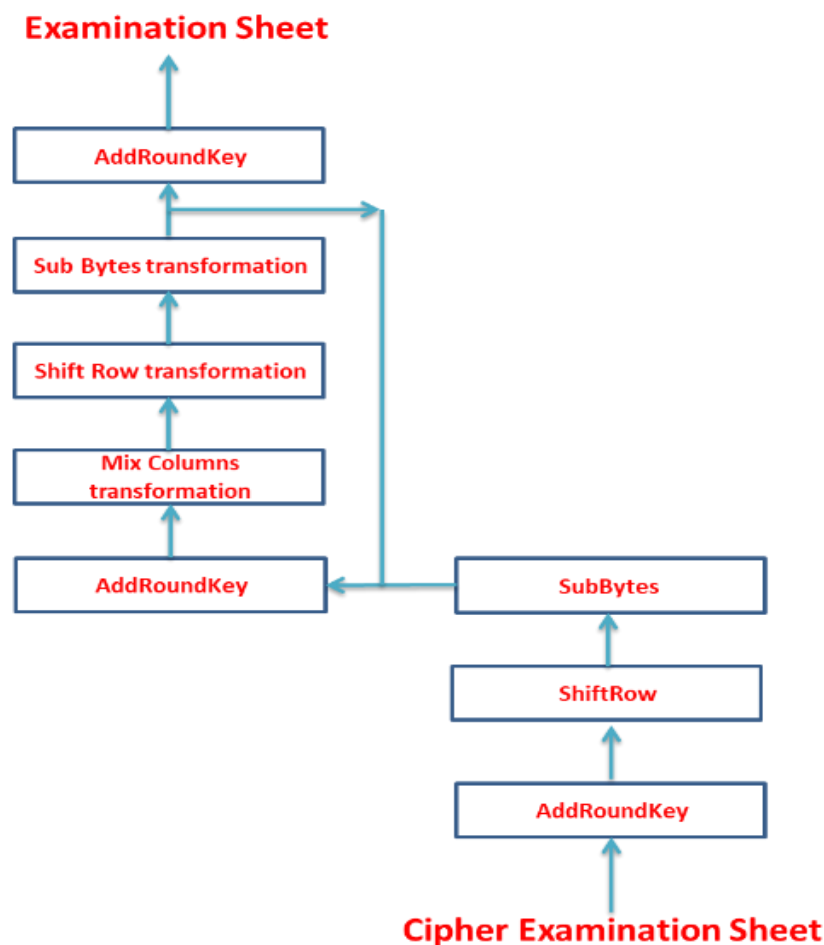 Examination Sheet
AddRoundKey
Sub Bytes transformation
Shift Row transformation
Mix Columns
transformation
AddRoundKey
SubBytes
ShiftRow
AddRoundKey
Cipher Examination Sheet